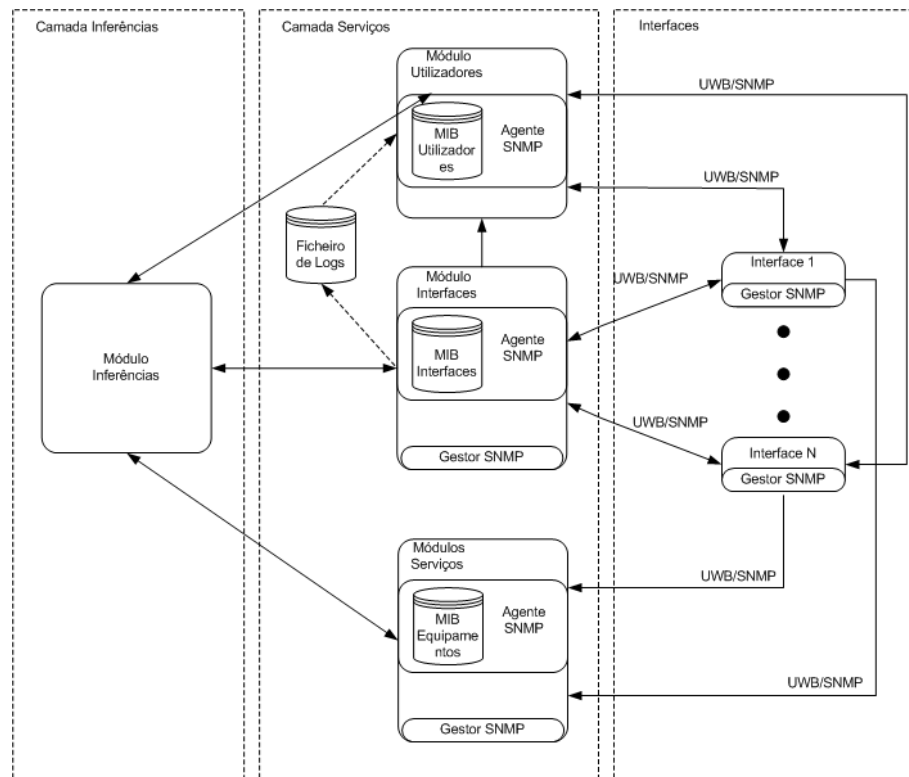 Camada Inferências
Camada Serviços
Interfaces
Módulo
Utilizadores
MIB
Utilizador
es
Agente
SNMP
UWB/SNMP
UWB/SNMP
Ficheiro
de Logs
Módulo
Interfaces
MIB
Interfaces
Agente
SNMP
Gestor SNMP
UWB/SNMP
Interface 1
Gestor SNMP
Módulo
Inferências
UWB/SNMP
Interface N
Gestor SNMP
Módulos
Serviços
MIB
Equipame
ntos
Agente
SNMP
Gestor SNMP
UWB/SNMP
UWB/SNMP